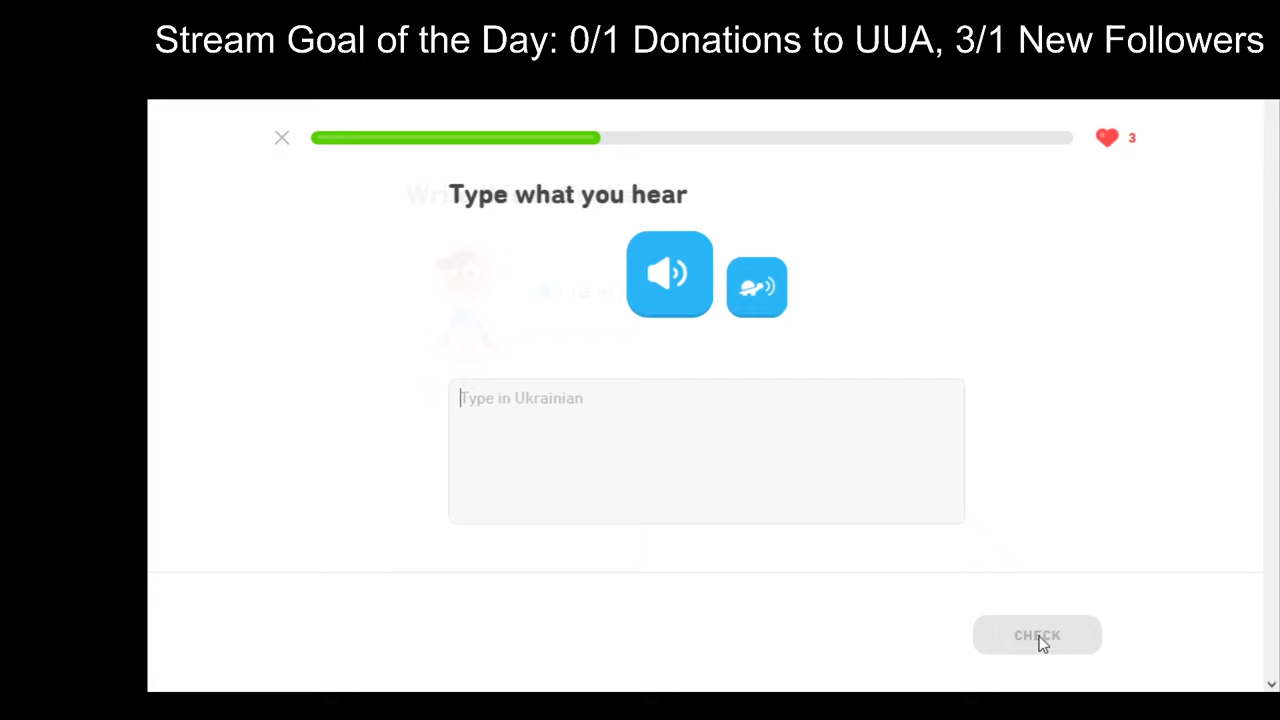 Stream Goal of the Day: 0/1 Donations to UUA, 3/1 New Followers
3
Type what you hear
Type in Ukrainian
CHECK